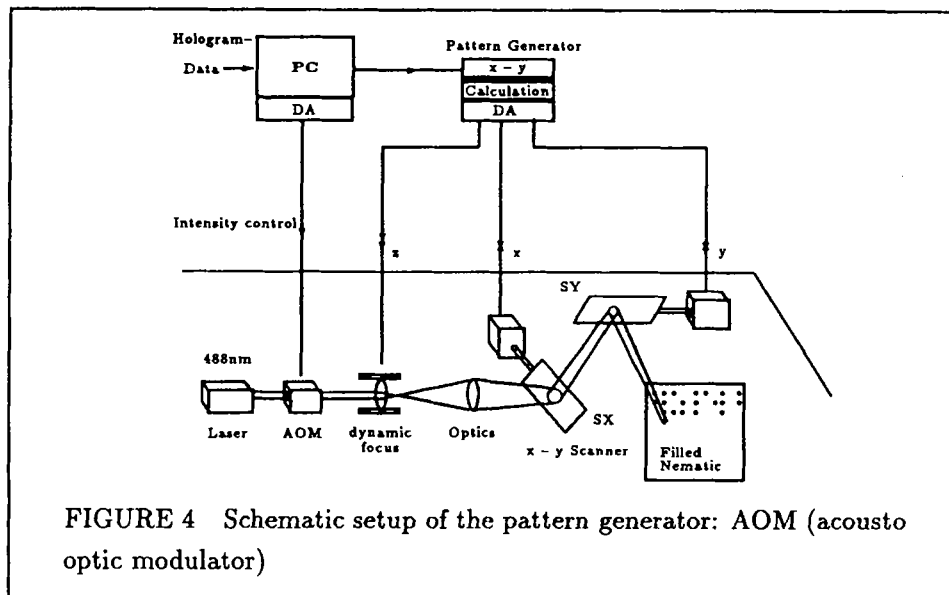 Hologram-
Data
PC
DA
Pattern Generator
x - y
Calculation
DA
Intensity control
z
x
y
SY
488nm
SX
Laser
AOM
dynamic
focus
Optics
x - y Scanner
Filled
Nematic
FIGURE 4 Schematic setup of the pattern generator: AOM (acousto
optic modulator)